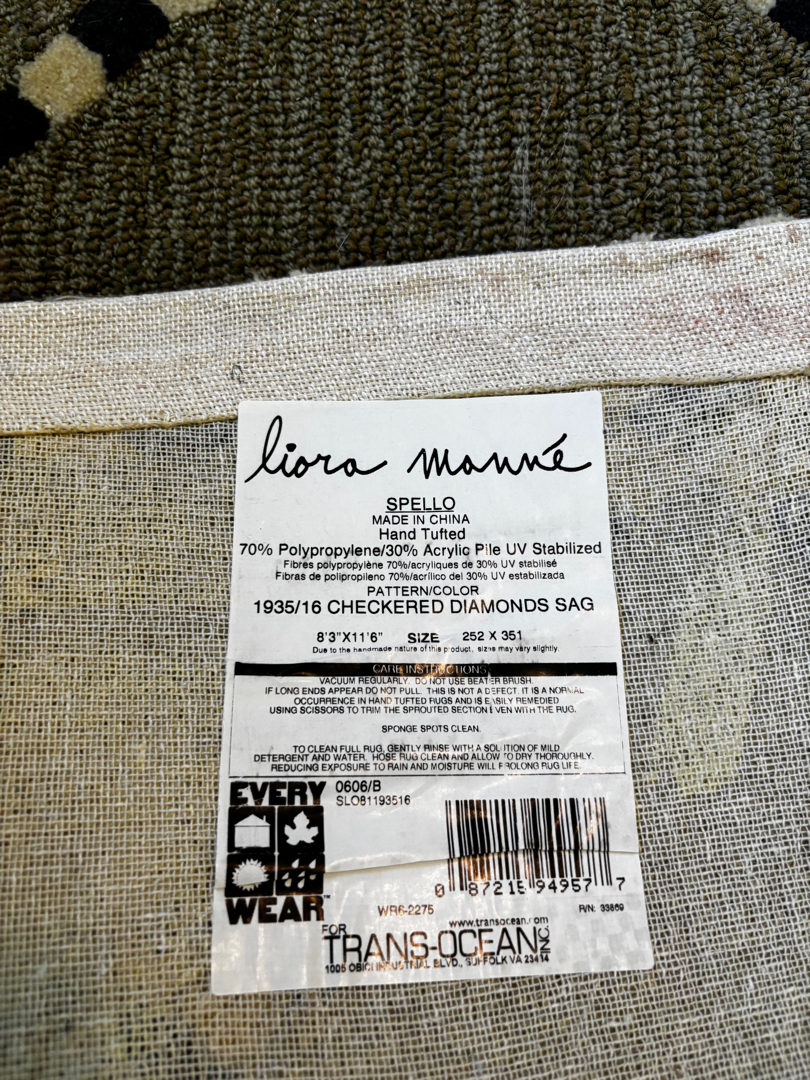 liora manné
SPELLO
MADE IN CHINA
Hand Tufted
70% Polypropylene/30% Acrylic Pile UV Stabilized
Fibres polypropylène 70%/acryliques de 30% UV stabilisé
Fibras de polipropileno 70%/acrílico del 30% UV estabilizada
PATTERN/COLOR
1935/16 CHECKERED DIAMONDS SAG
8'3"X11'6" SIZE 252 X 351
Due to the handmade nature of this product, sizes may vary slightly.
CARE INSTRUCTIONS
VACUUM REGULARLY. DO NOT USE BEATER BRUSH.
IF LONG ENDS APPEAR DO NOT PULL. THIS IS NOT A DEFECT. IT IS A NORMAL
OCCURRENCE IN HAND TUFTED RUGS AND IS EASILY REMEDIED
USING SCISSORS TO TRIM THE SPROUTED SECTION EVEN WITH THE RUG.
SPONGE SPOTS CLEAN.
TO CLEAN FULL RUG, GENTLY RINSE WITH A SOLUTION OF MILD
DETERGENT AND WATER. HOSE RUG CLEAN AND ALLOW TO DRY THOROUGHLY.
REDUCING EXPOSURE TO RAIN AND MOISTURE WILL PROLONG RUG LIFE.
EVERY
WEAR™
0606/B
SLO81193516
0 87215 94957 7
WR6-2275
R/N: 33869
www.transocean.com
FOR
TRANS-OCEAN INC.
1005 OBICI INDUSTRIAL BLVD., SUFFOLK VA 23414